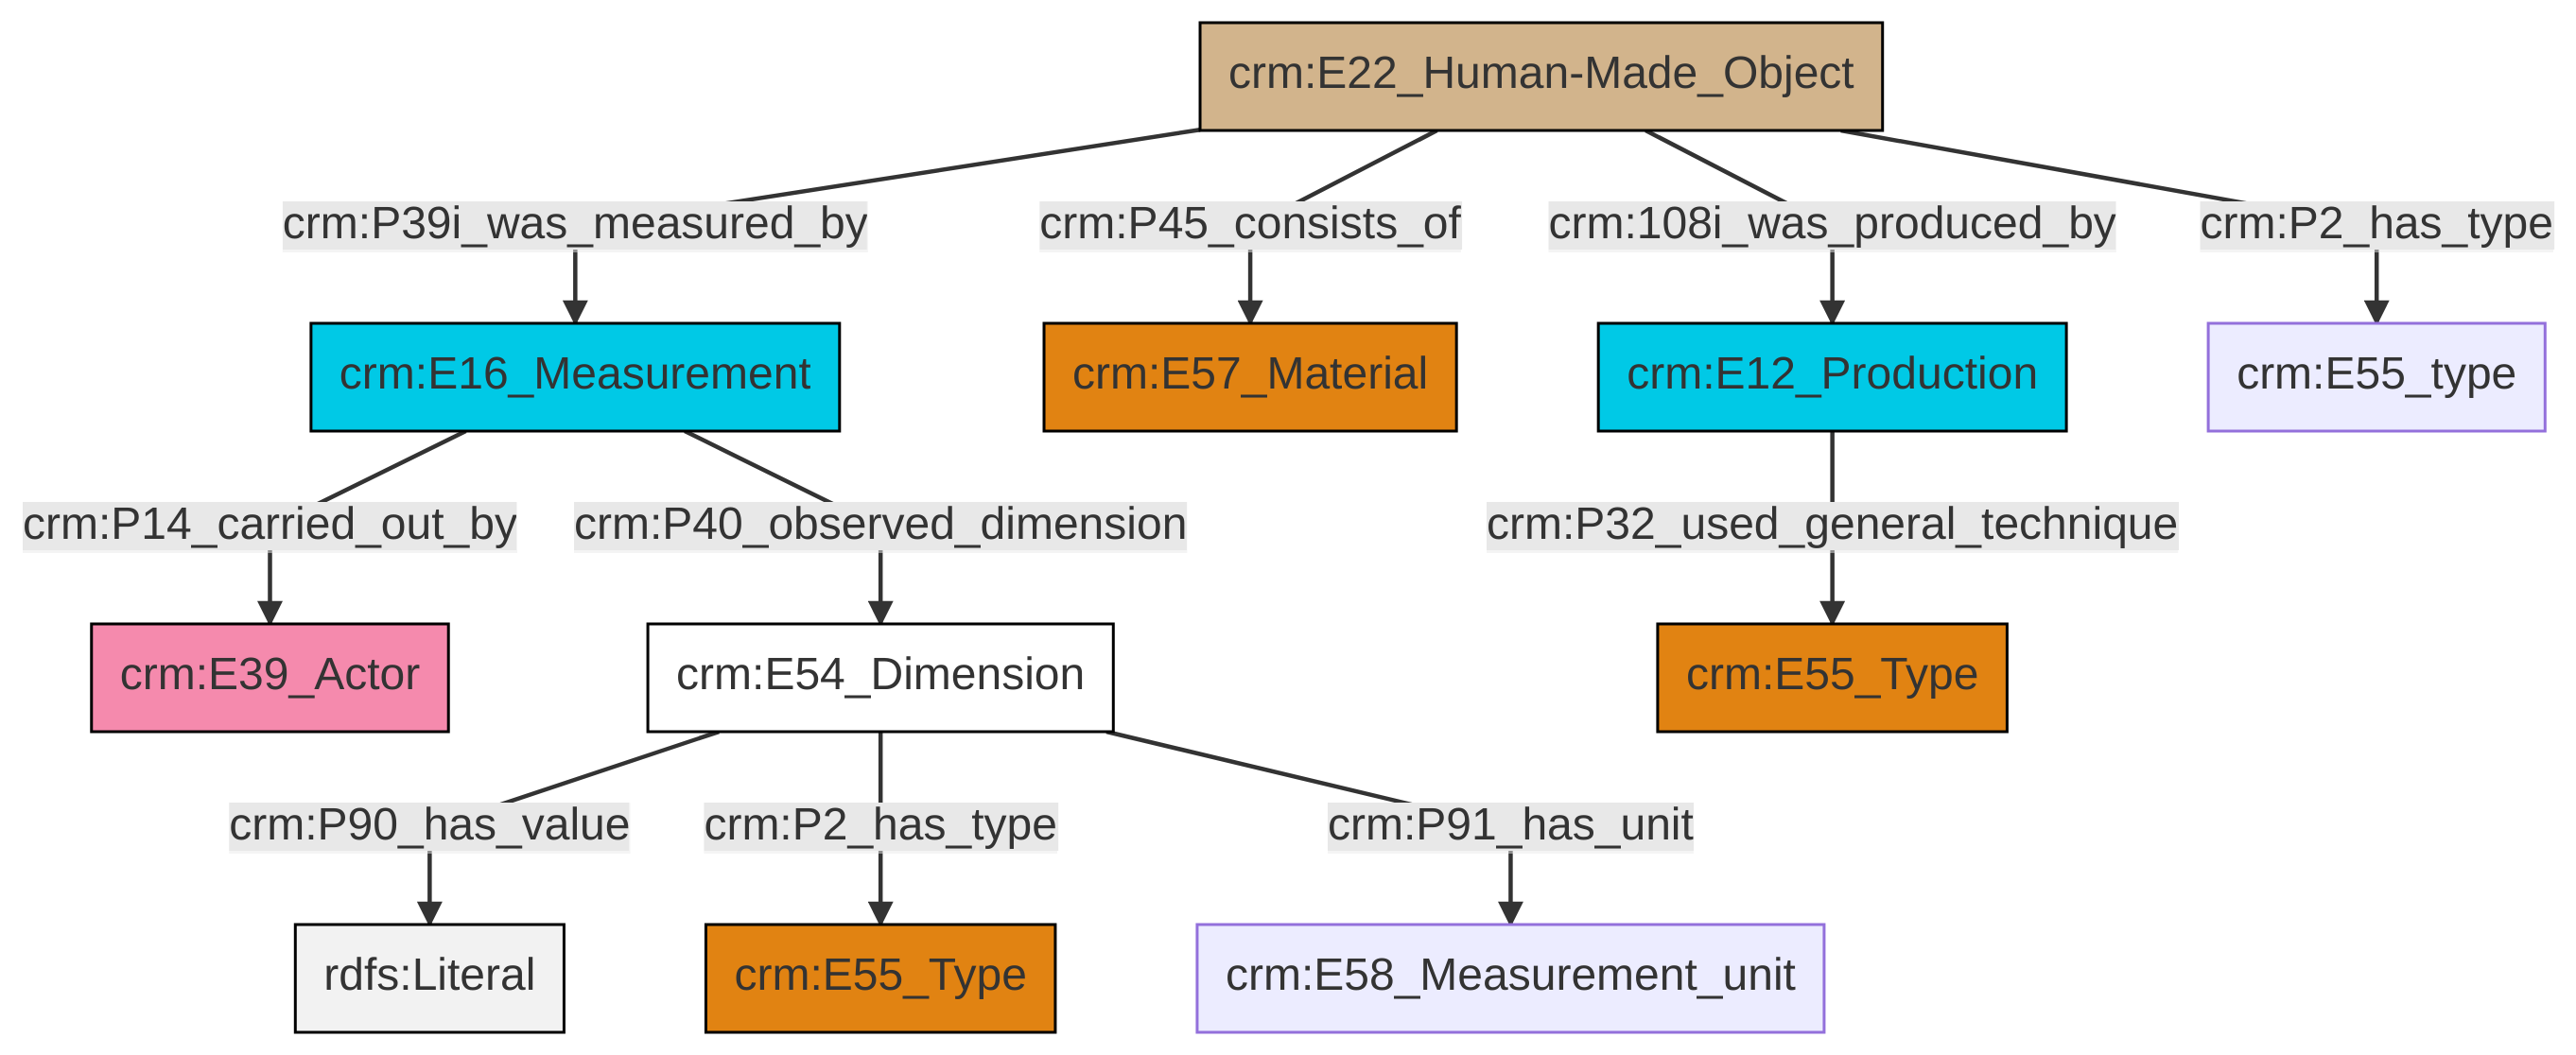 crm:E22_Human-Made_Object
crm:P39i_was_measured_by
crm:P45_consists_of
crm:108i_was_produced_by
crm:P2_has_type
crm:E16_Measurement
crm:E57_Material
crm:E12_Production
crm:E55_type
crm:P14_carried_out_by
crm:P40_observed_dimension
crm:P32_used_general_technique
crm:E39_Actor
crm:E54_Dimension
crm:E55_Type
crm:P90_has_value
crm:P2_has_type
crm:P91_has_unit
rdfs:Literal
crm:E55_Type
crm:E58_Measurement_unit